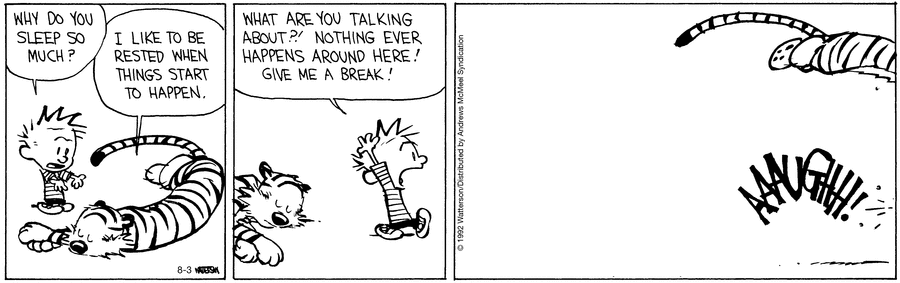 WHY DO YOU
SLEEP SO
MUCH?
I LIKE TO BE
RESTED WHEN
THINGS START
TO HAPPEN.
8-3 WATTERSON
WHAT ARE YOU TALKING
ABOUT?! NOTHING EVER
HAPPENS AROUND HERE!
GIVE ME A BREAK!
© 1992 Watterson/Distributed by Andrews McMeel Syndication
AAAUGHHH!